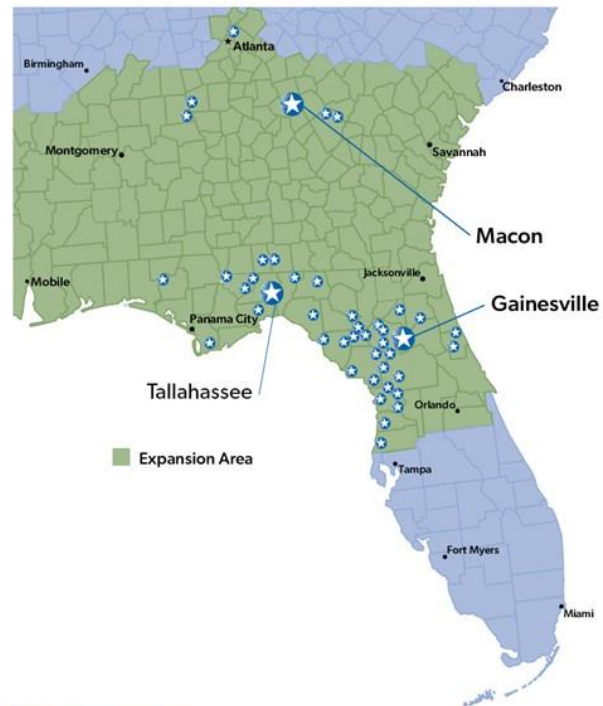 Atlanta
Birmingham
Charleston
Montgomery
Savannah
Macon
Mobile
Jacksonville
Gainesville
Panama City
Tallahassee
Orlando
Expansion Area
Tampa
Fort Myers
Miami